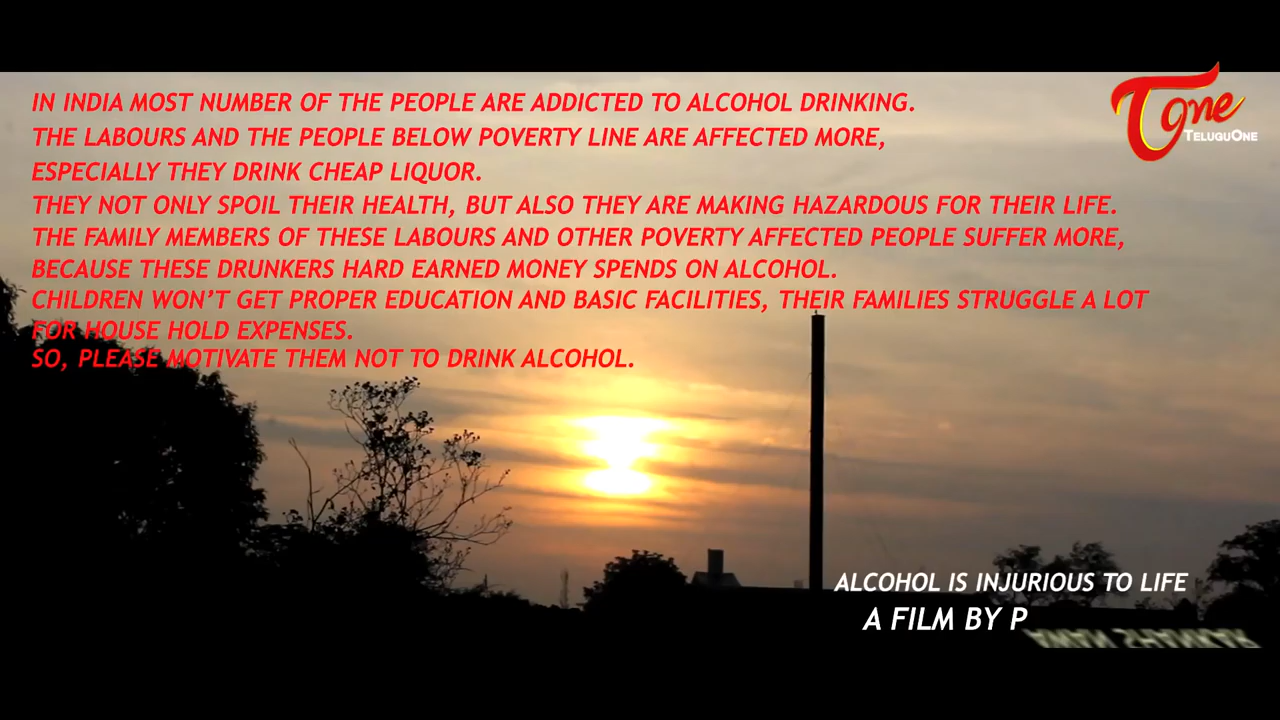 IN INDIA MOST NUMBER OF THE PEOPLE ARE ADDICTED TO ALCOHOL DRINKING.
THE LABOURS AND THE PEOPLE BELOW POVERTY LINE ARE AFFECTED MORE,
ESPECIALLY THEY DRINK CHEAP LIQUOR.
THEY NOT ONLY SPOIL THEIR HEALTH, BUT ALSO THEY ARE MAKING HAZARDOUS FOR THEIR LIFE.
THE FAMILY MEMBERS OF THESE LABOURS AND OTHER POVERTY AFFECTED PEOPLE SUFFER MORE,
BECAUSE THESE DRUNKERS HARD EARNED MONEY SPENDS ON ALCOHOL.
CHILDREN WON'T GET PROPER EDUCATION AND BASIC FACILITIES, THEIR FAMILIES STRUGGLE A LOT
FOR HOUSE HOLD EXPENSES.
SO, PLEASE MOTIVATE THEM NOT TO DRINK ALCOHOL.
Tone
TELUGUONE
ALCOHOL IS INJURIOUS TO LIFE
A FILM BY P